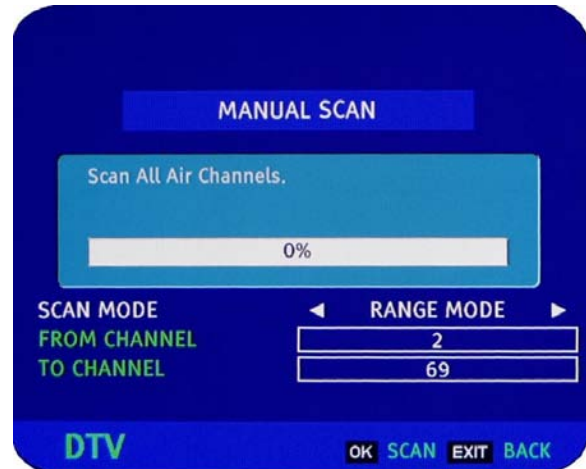 MANUAL SCAN
Scan All Air Channels.
0%
SCAN MODE ◀ RANGE MODE ▶
FROM CHANNEL 2
TO CHANNEL 69
DTV OK SCAN EXIT BACK